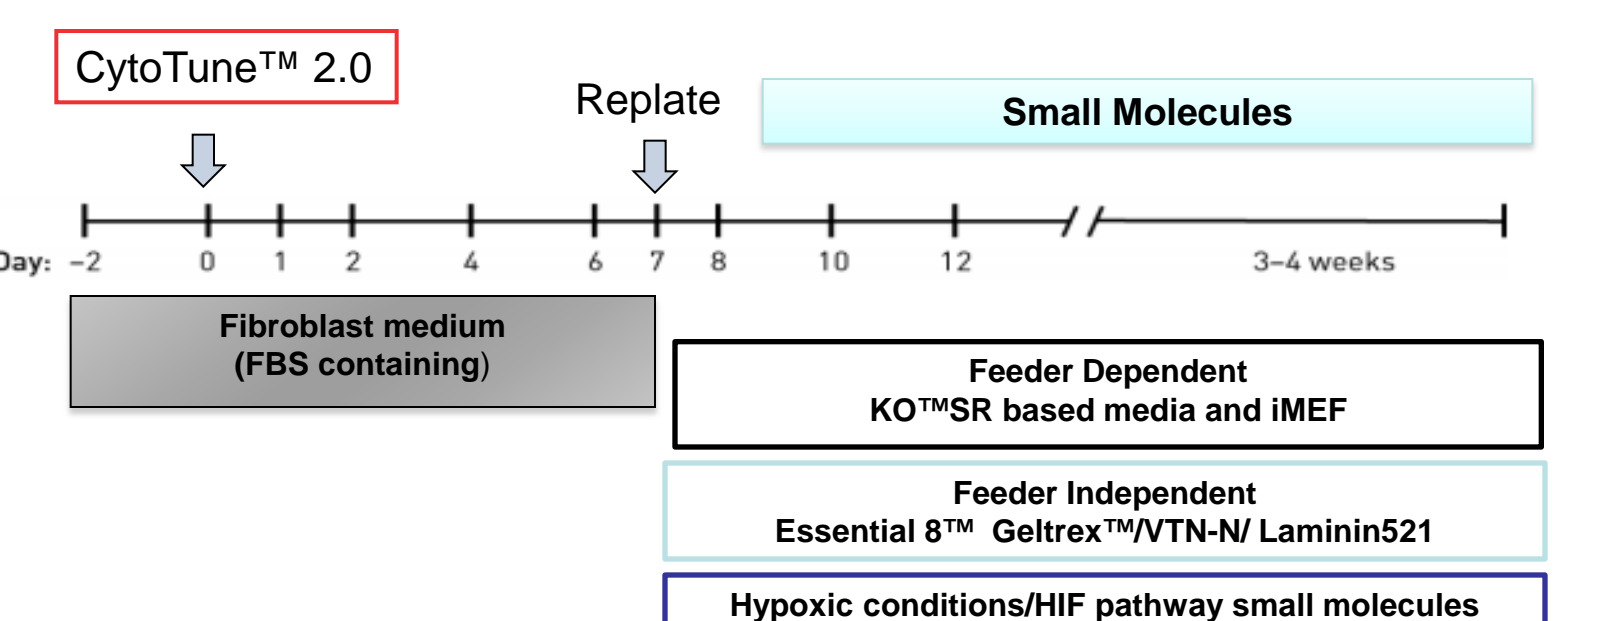 CytoTune™ 2.0
Replate
Small Molecules
Day: −2 0 1 2 4 6 7 8 10 12 3–4 weeks
Fibroblast medium
(FBS containing)
Feeder Dependent
KO™SR based media and iMEF
Feeder Independent
Essential 8™ Geltrex™/VTN-N/ Laminin521
Hypoxic conditions/HIF pathway small molecules